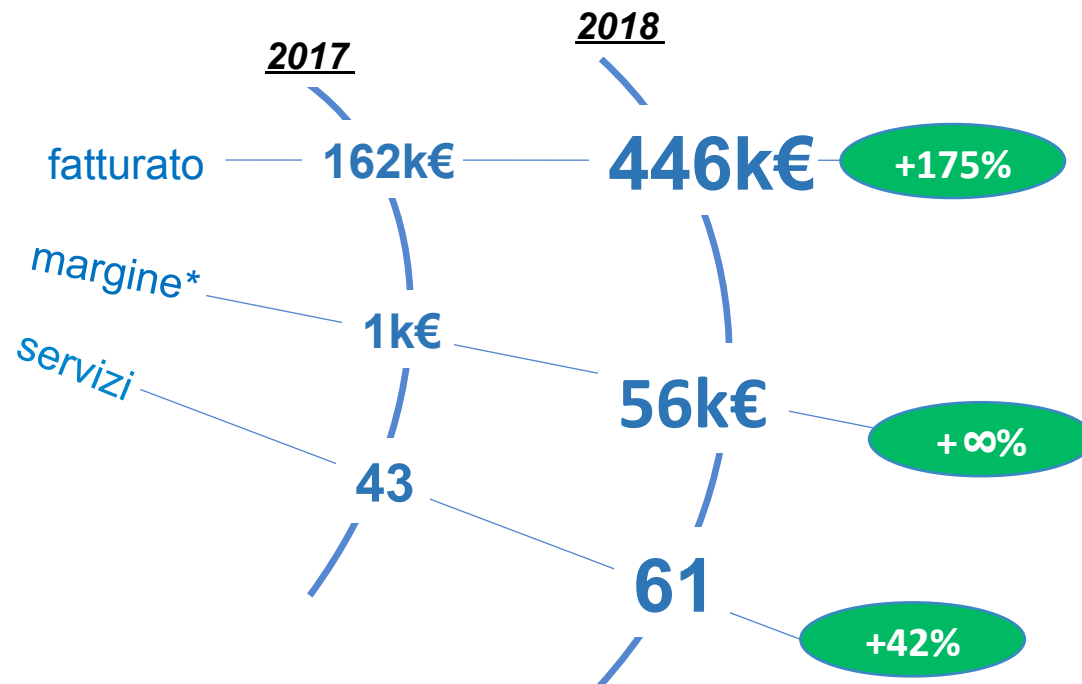 2017 2018
fatturato 162k€ 446k€ +175%
margine* 1k€ 56k€ +∞%
servizi 43 61 +42%